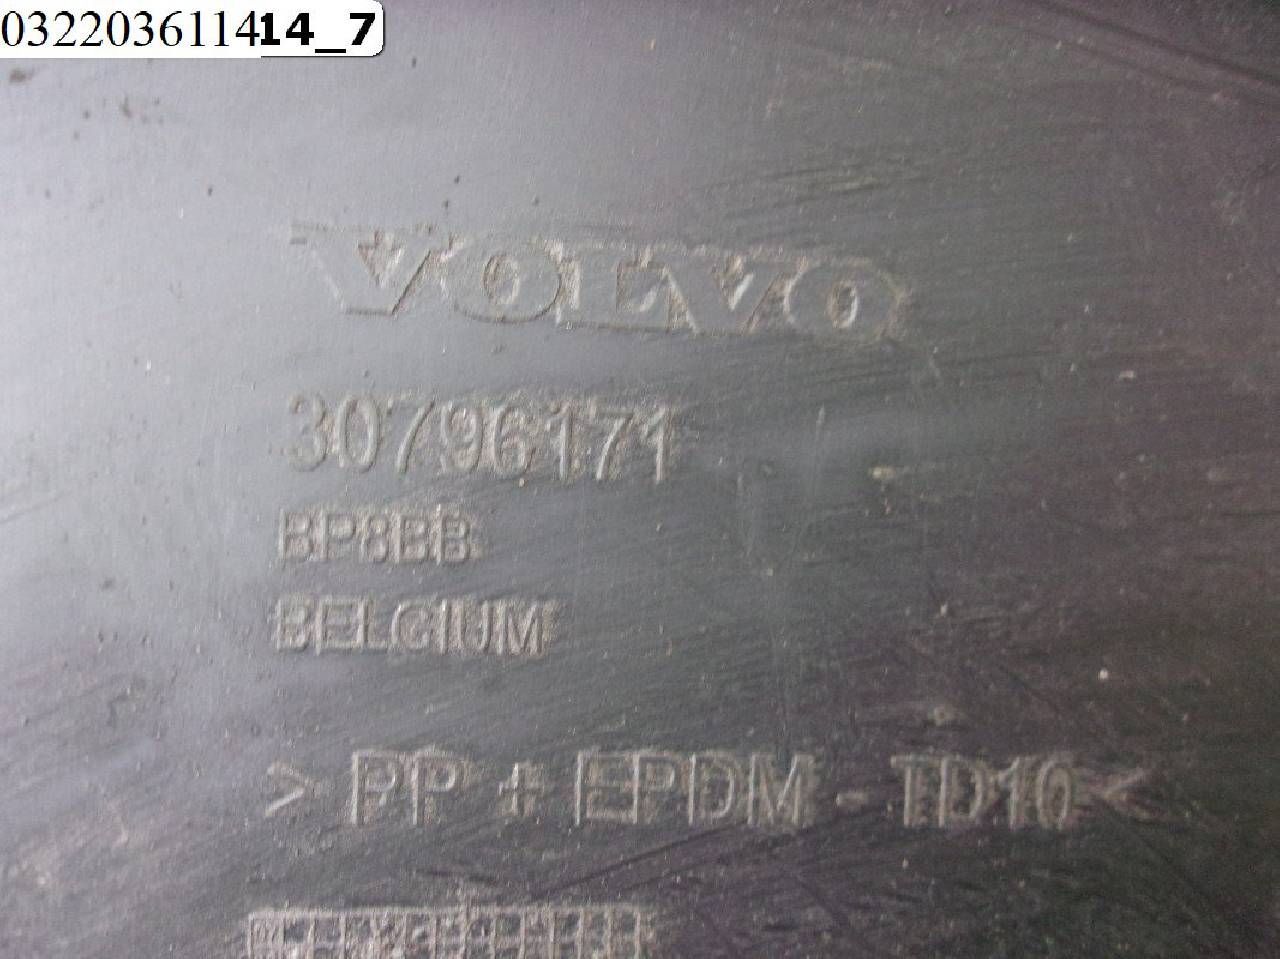 032203611414_7
VOLVO
30796171
BP8BB
BELGIUM
> PP + EPDM - TD10 <